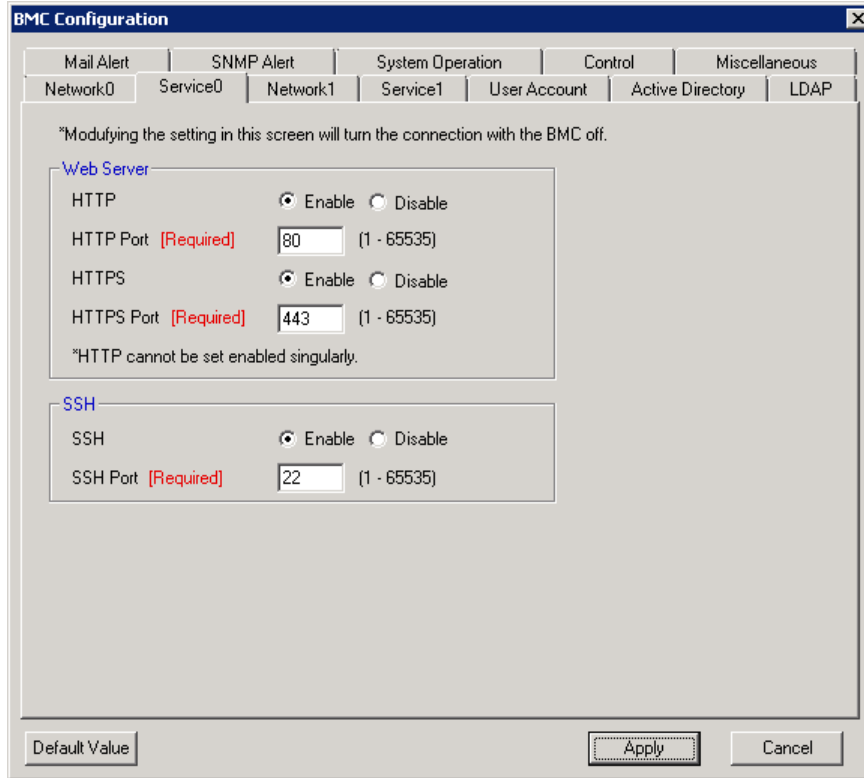 BMC Configuration
Mail Alert SNMP Alert System Operation Control Miscellaneous
Network0 Service0 Network1 Service1 User Account Active Directory LDAP
*Modufying the setting in this screen will turn the connection with the BMC off.
Web Server
HTTP Enable Disable
HTTP Port [Required] 80 (1 - 65535)
HTTPS Enable Disable
HTTPS Port [Required] 443 (1 - 65535)
*HTTP cannot be set enabled singularly.
SSH
SSH Enable Disable
SSH Port [Required] 22 (1 - 65535)
Default Value Apply Cancel